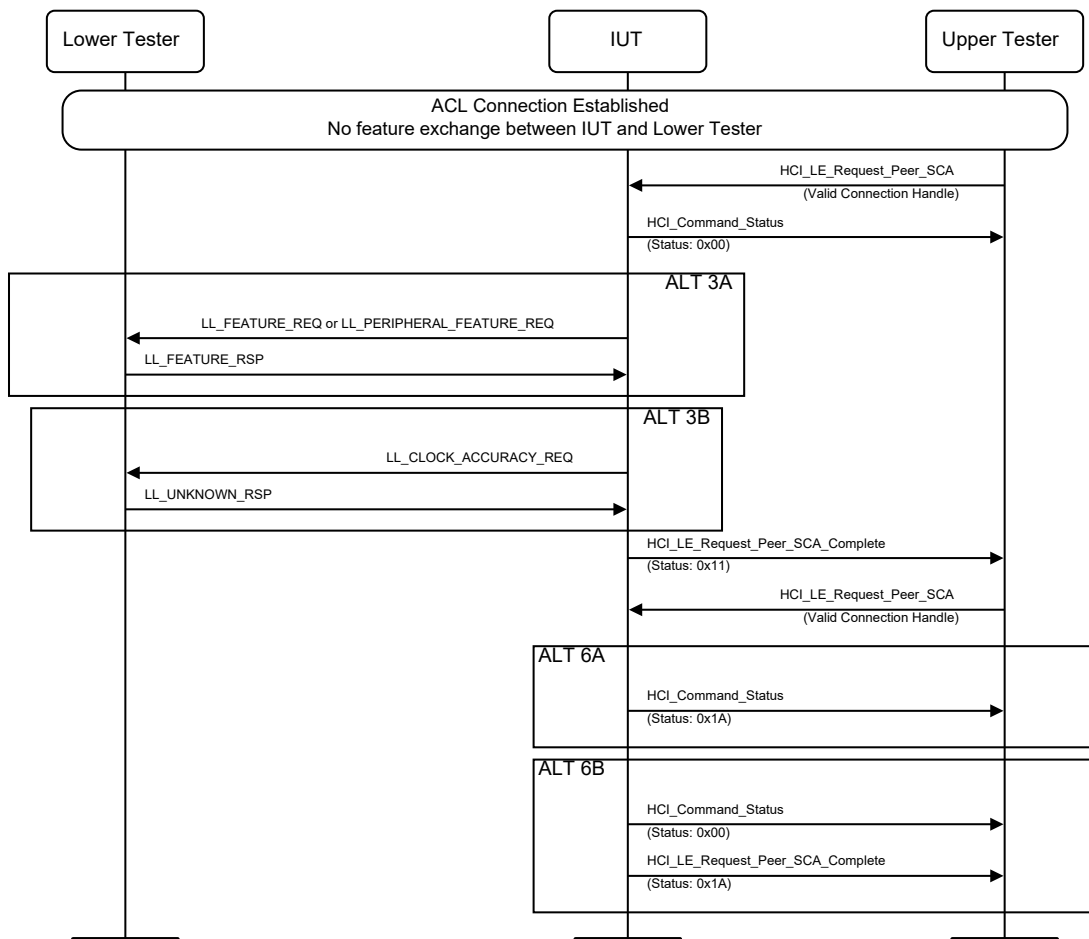 Lower Tester
IUT
Upper Tester
ACL Connection Established
No feature exchange between IUT and Lower Tester
HCI_LE_Request_Peer_SCA
(Valid Connection Handle)
HCI_Command_Status
(Status: 0x00)
ALT 3A
LL_FEATURE_REQ or LL_PERIPHERAL_FEATURE_REQ
LL_FEATURE_RSP
ALT 3B
LL_CLOCK_ACCURACY_REQ
LL_UNKNOWN_RSP
HCI_LE_Request_Peer_SCA_Complete
(Status: 0x11)
HCI_LE_Request_Peer_SCA
(Valid Connection Handle)
ALT 6A
HCI_Command_Status
(Status: 0x1A)
ALT 6B
HCI_Command_Status
(Status: 0x00)
HCI_LE_Request_Peer_SCA_Complete
(Status: 0x1A)